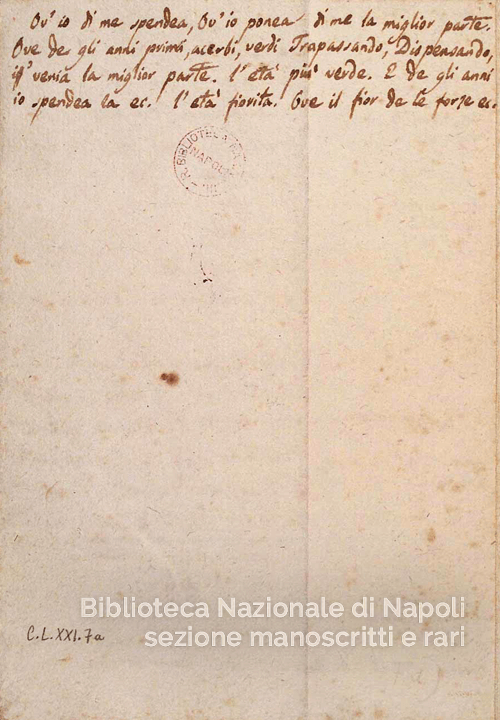 Ov' io di me spendea, Ov' io ponea di me la miglior parte.
Ove de gli anni primi, acerbi, verdi Trapassando, Dispensando,
venia la miglior parte. l'età più verde. E de gli anni
io spendea la ec. l'età fiorita. Ove il fior de le forze ec.
R. BIBLIOTECA
NAPOLI
Biblioteca Nazionale di Napoli
sezione manoscritti e rari
C.L.XXI.7a